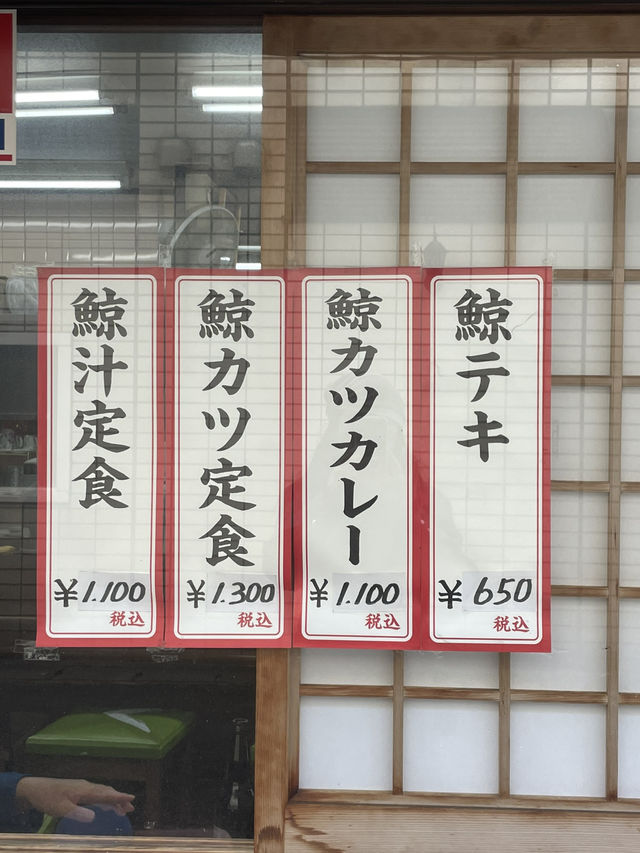 鯨テキ
¥650
税込
鯨カツカレー
¥1.100
税込
鯨カツ定食
¥1.300
税込
鯨汁定食
¥1.100
税込